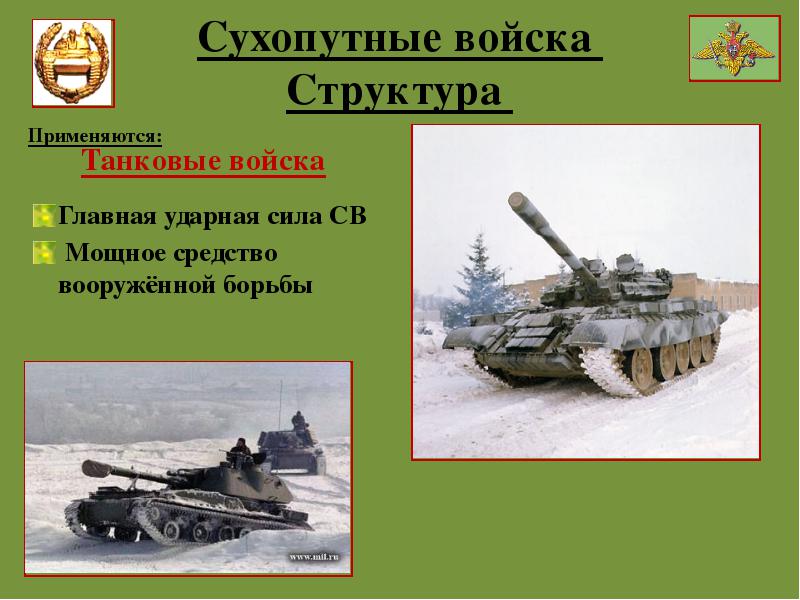 Сухопутные войска
Структура
Применяются:
Танковые войска
Главная ударная сила СВ
Мощное средство
вооружённой борьбы
www.mil.ru